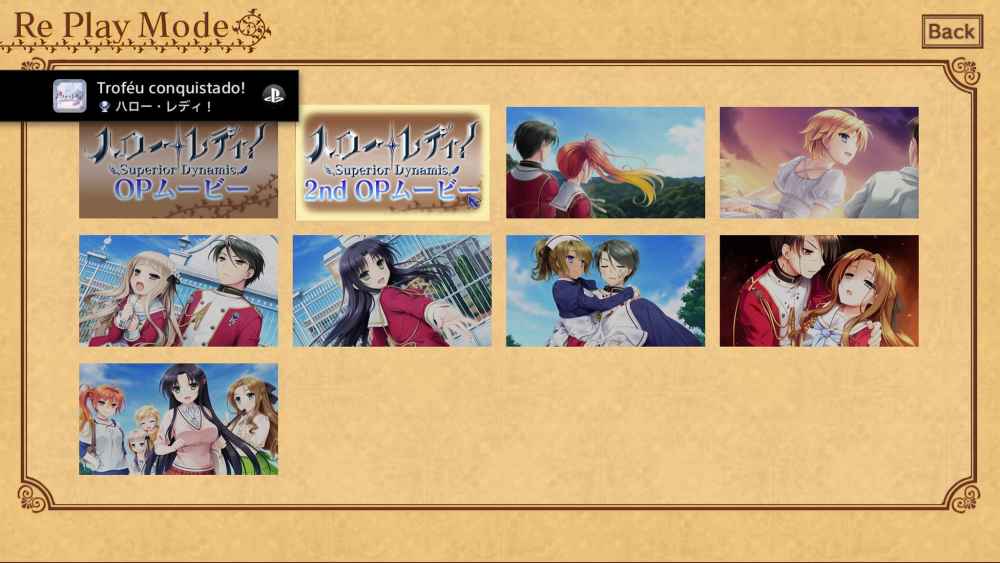 Re Play Mode
Back
Troféu conquistado!
ハロー・レディ！
ハロー・レディ!
Superior Dynamis
OPムービー
ハロー・レディ!
Superior Dynamis
2nd OPムービー